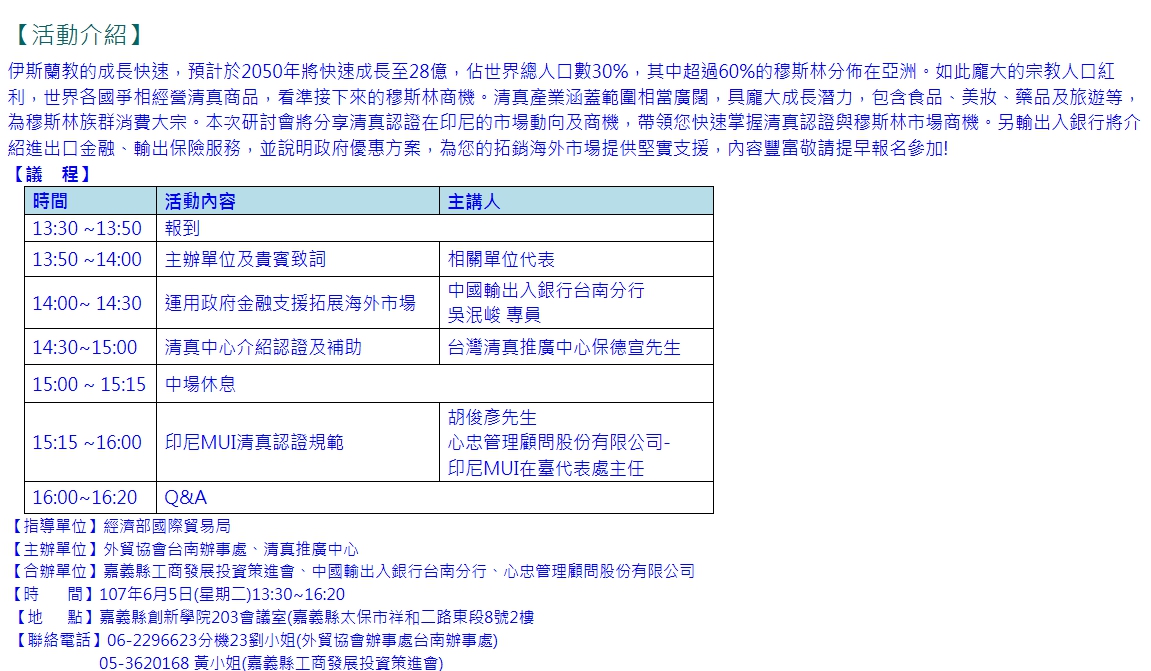 【活動介紹】
伊斯蘭教的成長快速，預計於2050年將快速成長至28億，佔世界總人口數30%，其中超過60%的穆斯林分佈在亞洲。如此龐大的宗教人口紅
利，世界各國爭相經營清真商品，看準接下來的穆斯林商機。清真產業涵蓋範圍相當廣闊，具龐大成長潛力，包含食品、美妝、藥品及旅遊等，
為穆斯林族群消費大宗。本次研討會將分享清真認證在印尼的市場動向及商機，帶領您快速掌握清真認證與穆斯林市場商機。另輸出入銀行將介
紹進出口金融、輸出保險服務，並說明政府優惠方案，為您的拓銷海外市場提供堅實支援，內容豐富敬請提早報名參加!
【議　程】
時間 活動內容 主講人
13:30 ~13:50 報到
13:50 ~14:00 主辦單位及貴賓致詞 相關單位代表
14:00~ 14:30 運用政府金融支援拓展海外市場 中國輸出入銀行台南分行
吳泯峻 專員
14:30~15:00 清真中心介紹認證及補助 台灣清真推廣中心保德宣先生
15:00 ~ 15:15 中場休息
胡俊彥先生
15:15 ~16:00 印尼MUI清真認證規範 心忠管理顧問股份有限公司-
印尼MUI在臺代表處主任
16:00~16:20 Q&A
【指導單位】經濟部國際貿易局
【主辦單位】外貿協會台南辦事處、清真推廣中心
【合辦單位】嘉義縣工商發展投資策進會、中國輸出入銀行台南分行、心忠管理顧問股份有限公司
【時　　間】107年6月5日(星期二)13:30~16:20
【地　　點】嘉義縣創新學院203會議室(嘉義縣太保市祥和二路東段8號2樓
【聯絡電話】06-2296623分機23劉小姐(外貿協會辦事處台南辦事處)
05-3620168 黃小姐(嘉義縣工商發展投資策進會)